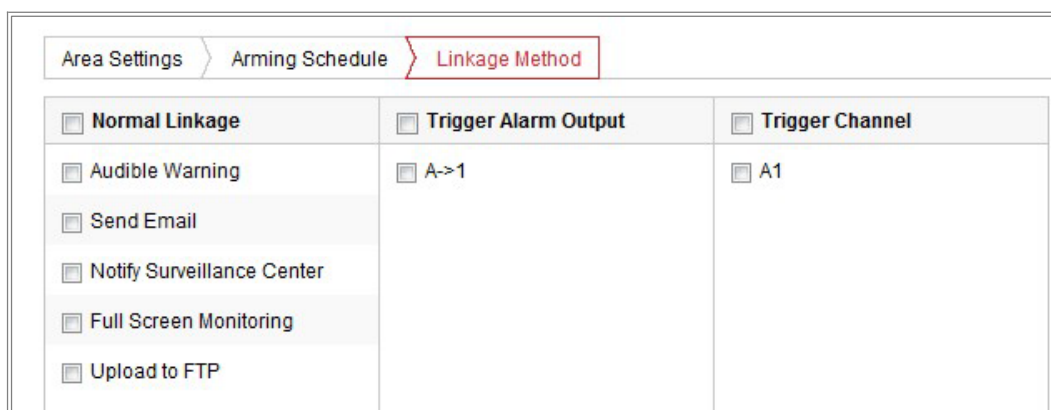 Area Settings Arming Schedule Linkage Method
Normal Linkage Trigger Alarm Output Trigger Channel
Audible Warning A->1 A1
Send Email
Notify Surveillance Center
Full Screen Monitoring
Upload to FTP